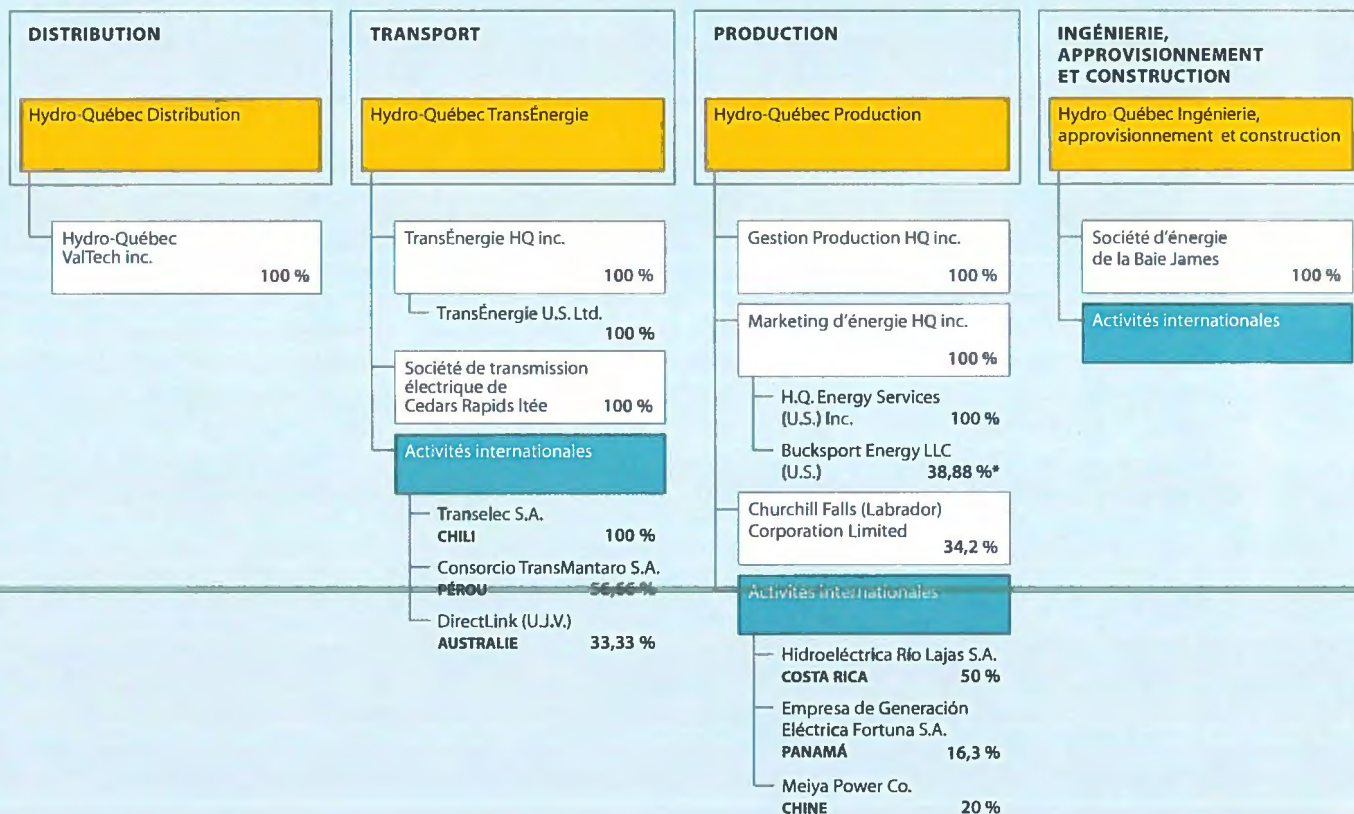 DISTRIBUTION
Hydro-Québec Distribution
Hydro-Québec
ValTech inc.
100 %
TRANSPORT
Hydro-Québec TransÉnergie
TransÉnergie HQ inc.
100 %
TransÉnergie U.S. Ltd.
100 %
Société de transmission
électrique de
Cedars Rapids ltée 100 %
Activités internationales
Transelec S.A.
CHILI 100 %
Consorcio TransMantaro S.A.
PÉROU 56,66 %
DirectLink (U.J.V.)
AUSTRALIE 33,33 %
PRODUCTION
Hydro-Québec Production
Gestion Production HQ inc.
100 %
Marketing d'énergie HQ inc.
100 %
H.Q. Energy Services
(U.S.) Inc. 100 %
Bucksport Energy LLC
(U.S.) 38,88 %*
Churchill Falls (Labrador)
Corporation Limited
34,2 %
Activités internationales
Hidroeléctrica Río Lajas S.A.
COSTA RICA 50 %
Empresa de Generación
Eléctrica Fortuna S.A.
PANAMÁ 16,3 %
Meiya Power Co.
CHINE 20 %
INGÉNIERIE,
APPROVISIONNEMENT
ET CONSTRUCTION
Hydro Québec Ingénierie,
approvisionnement et construction
Société d'énergie
de la Baie James 100 %
Activités internationales